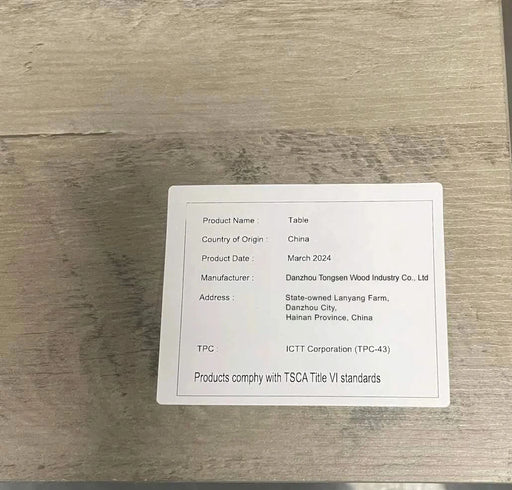 Product Name : Table
Country of Origin : China
Product Date : March 2024
Manufacturer : Danzhou Tongsen Wood Industry Co., Ltd
Address : State-owned Lanyang Farm,
Danzhou City,
Hainan Province, China
TPC : ICTT Corporation (TPC-43)
Products comphy with TSCA Title VI standards